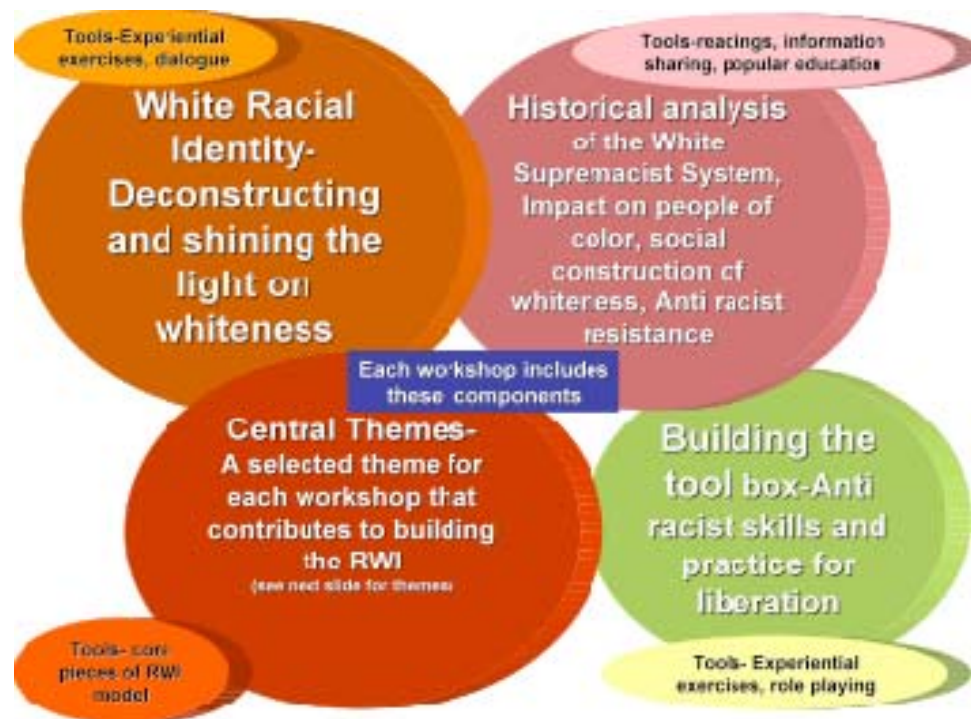 Tools-Experiential
exercises, dialogue
White Racial
Identity-
Deconstructing
and shining the
light on
whiteness
Tools-readings, information
sharing, popular education
Historical analysis
of the White
Supremacist System,
Impact on people of
color, social
construction of
whiteness, Anti racist
resistance
Each workshop includes
these components
Central Themes-
A selected theme for
each workshop that
contributes to building
the RWI
(see next slide for themes)
Tools- core
pieces of RWI
model
Building the
tool box-Anti
racist skills and
practice for
liberation
Tools- Experiential
exercises, role playing